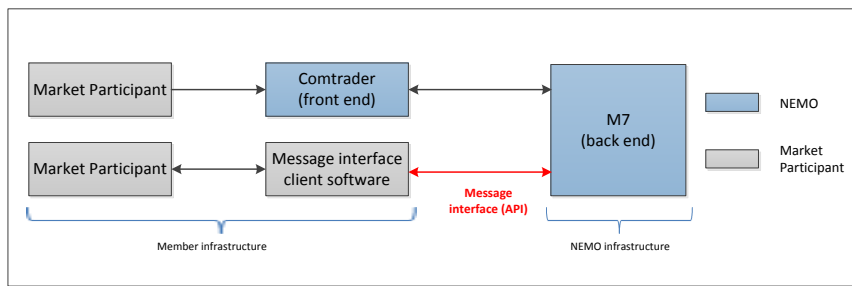 Market Participant
Comtrader
(front end)
M7
(back end)
NEMO
Market Participant
Message interface
client software
Market
Participant
Message
interface (API)
Member infrastructure
NEMO infrastructure